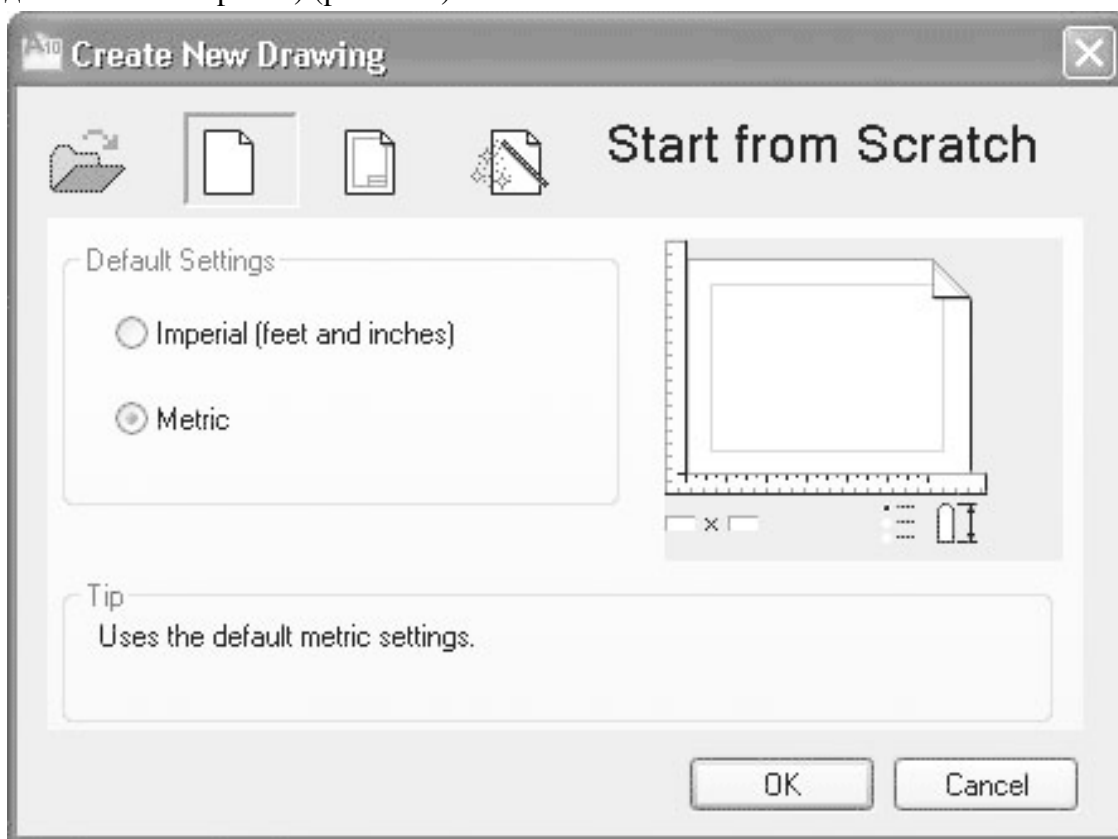 Create New Drawing
Start from Scratch
Default Settings
Imperial (feet and inches)
Metric
Tip
Uses the default metric settings.
OK
Cancel